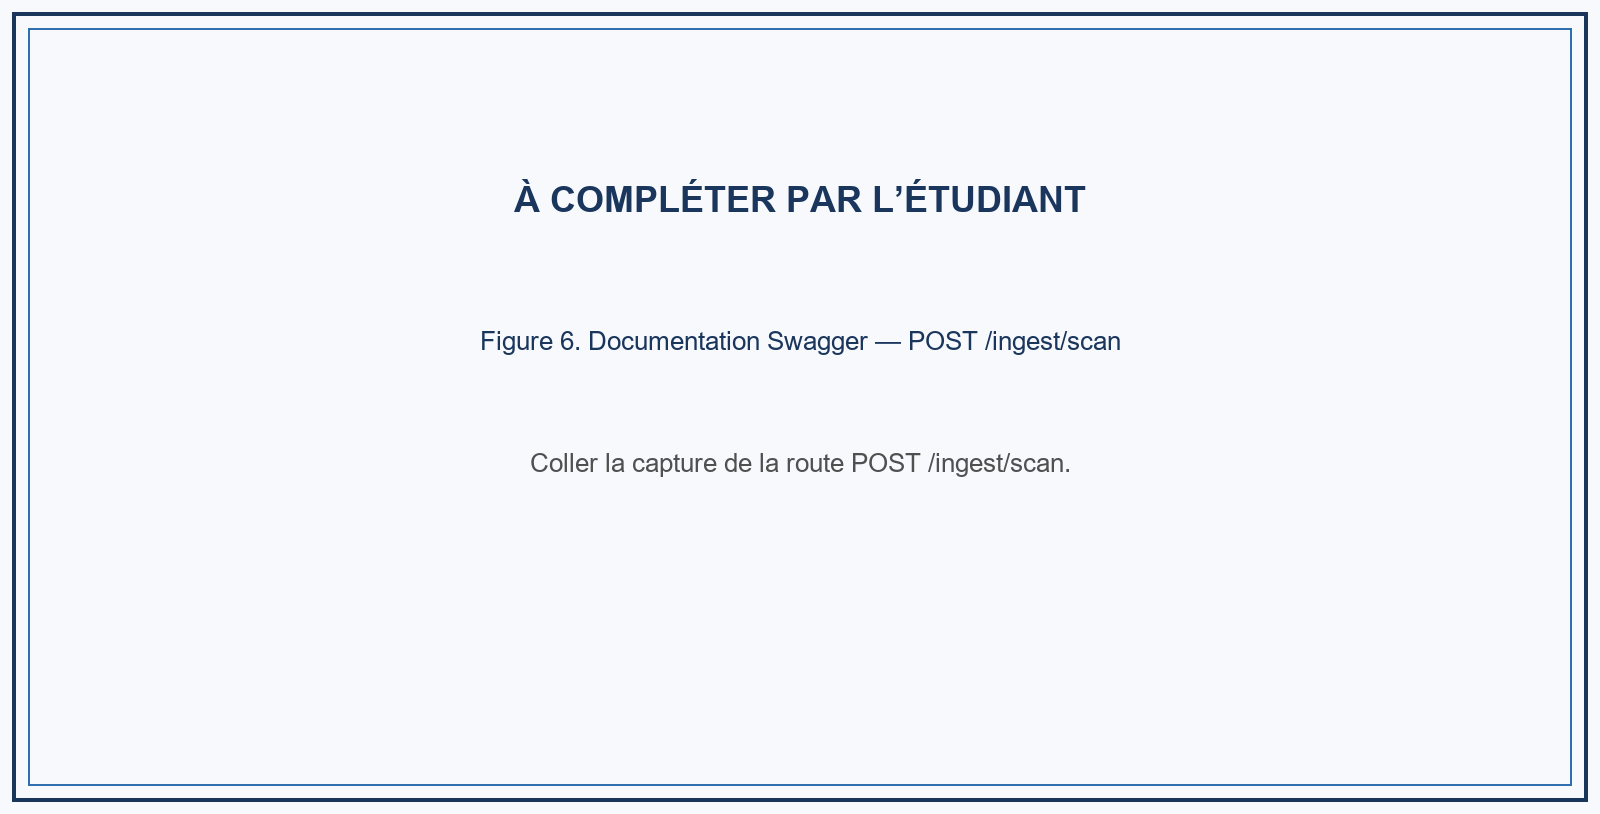 À COMPLÉTER PAR L’ÉTUDIANT
Figure 6. Documentation Swagger — POST /ingest/scan
Coller la capture de la route POST /ingest/scan.